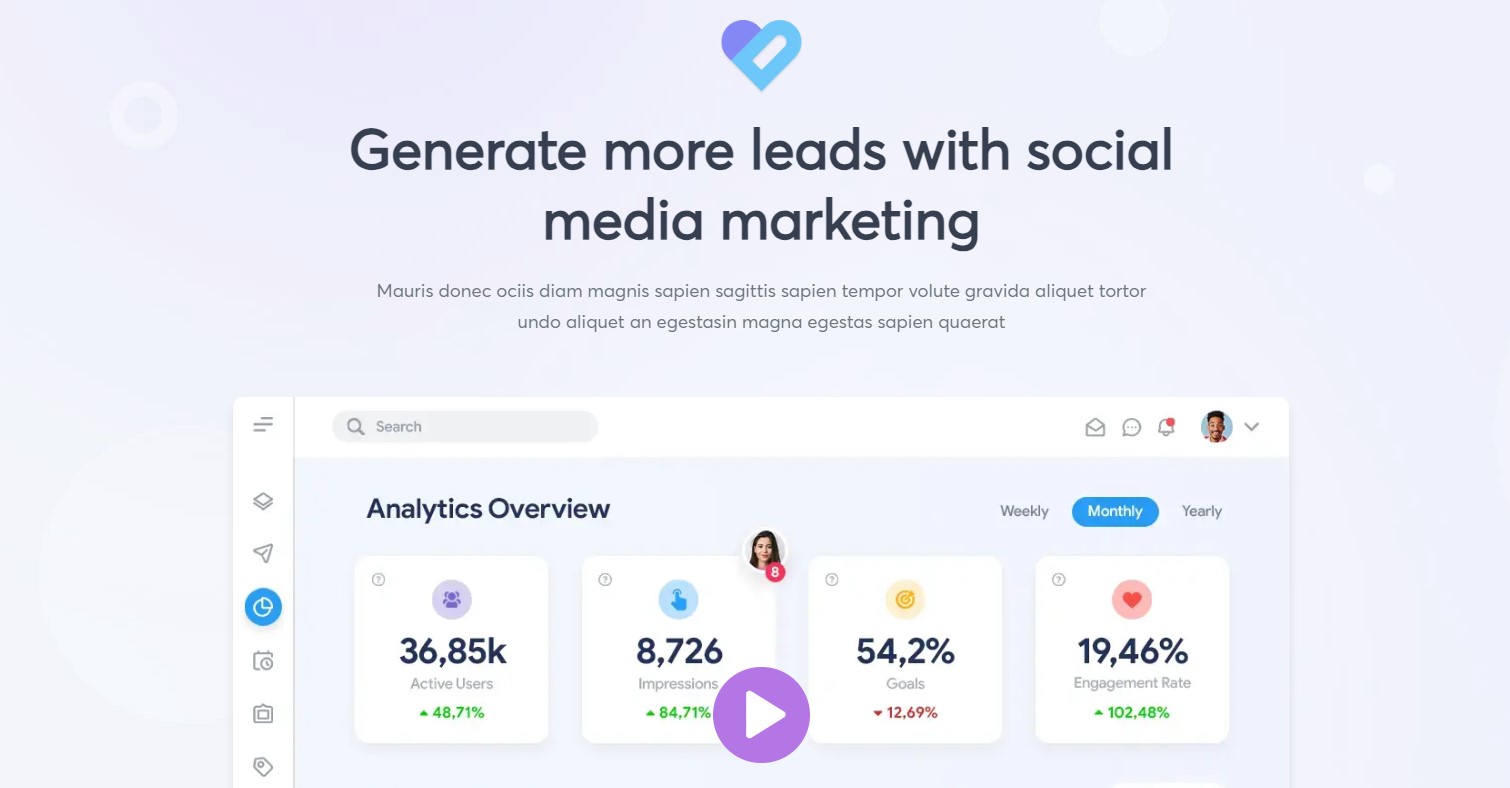 Generate more leads with social
media marketing
Mauris donec ociis diam magnis sapien sagittis sapien tempor volute gravida aliquet tortor
undo aliquet an egestasin magna egestas sapien quaerat
Search
Analytics Overview
Weekly
Monthly
Yearly
8
36,85k
Active Users
48,71%
8,726
Impressions
84,71%
54,2%
Goals
12,69%
19,46%
Engagement Rate
102,48%